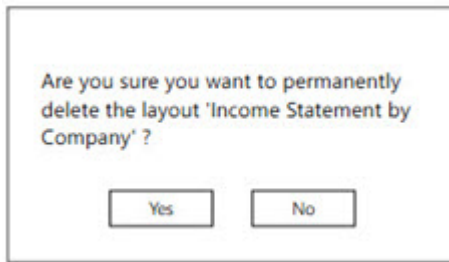 Are you sure you want to permanently
delete the layout 'Income Statement by
Company' ?
Yes
No